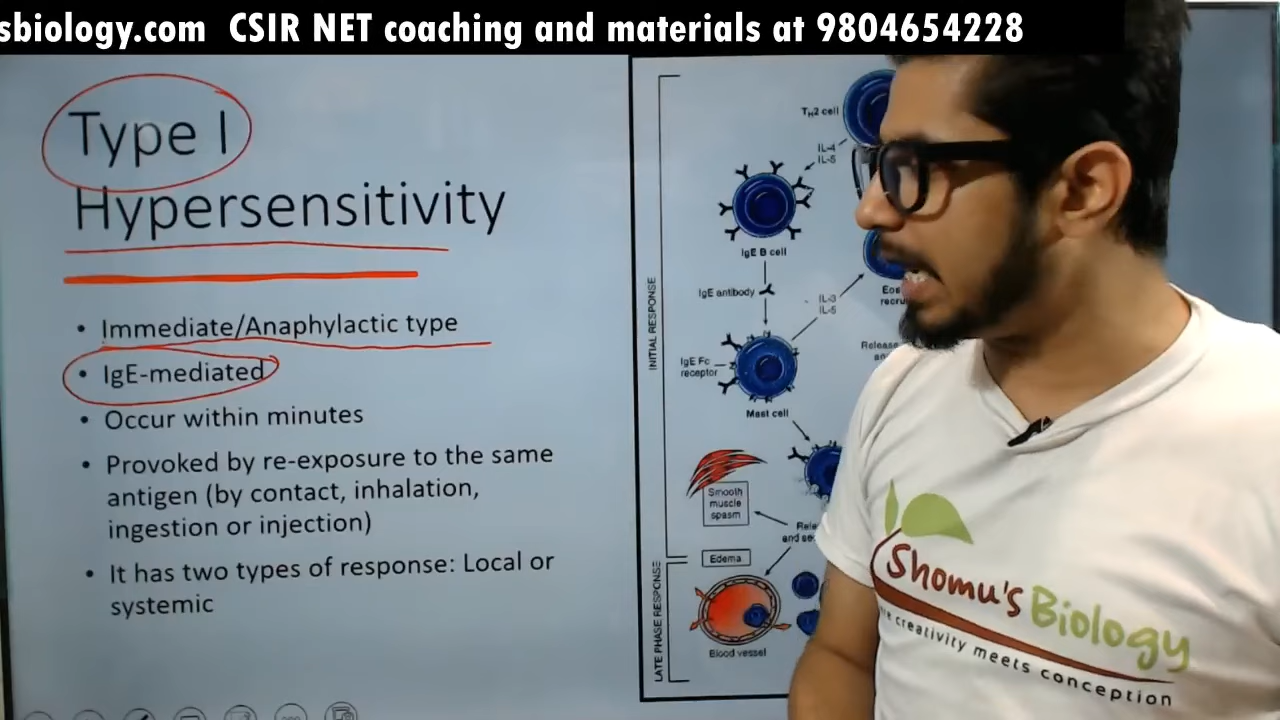 sbiology.com CSIR NET coaching and materials at 9804654228
Type I
Hypersensitivity
• Immediate/Anaphylactic type
• IgE-mediated
• Occur within minutes
• Provoked by re-exposure to the same
antigen (by contact, inhalation,
ingestion or injection)
• It has two types of response: Local or
systemic
INITIAL RESPONSE
LATE PHASE RESPONSE
TH2 cell
IL-4
IL-5
IgE B cell
IgE antibody
IL-3
IL-5
IgE Fc
receptor
Mast cell
Smooth
muscle
spasm
Edema
Blood vessel
Shomu's Biology
creativity meets conception